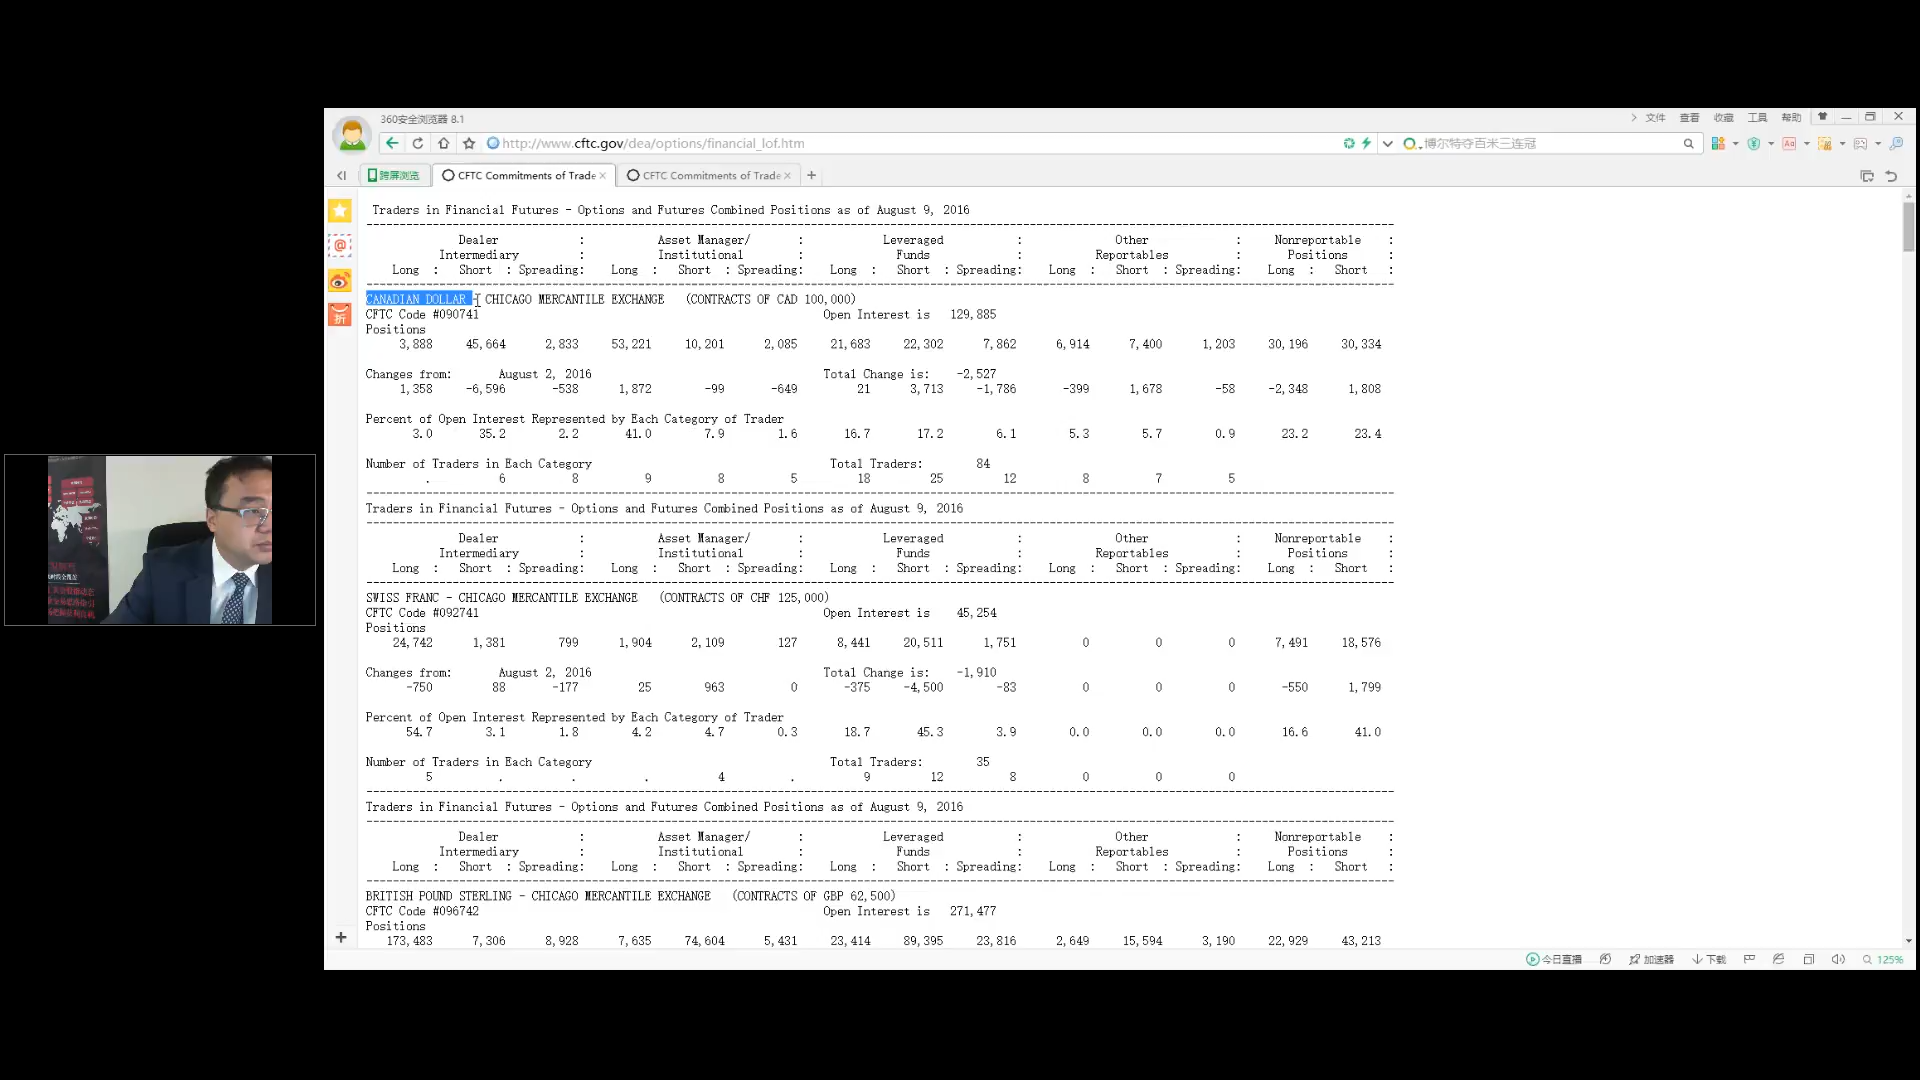 360安全浏览器 8.1
文件 查看 收藏 工具 帮助
http://www.cftc.gov/dea/options/financial_lof.htm
博尔特夺百米三连冠
跨屏浏览
CFTC Commitments of Trade
CFTC Commitments of Trade
Traders in Financial Futures - Options and Futures Combined Positions as of August 9, 2016
Dealer : Asset Manager/ : Leveraged : Other : Nonreportable :
Intermediary : Institutional : Funds : Reportables : Positions :
Long : Short : Spreading: Long : Short : Spreading: Long : Short : Spreading: Long : Short : Spreading: Long : Short :
CANADIAN DOLLAR - CHICAGO MERCANTILE EXCHANGE (CONTRACTS OF CAD 100,000)
CFTC Code #090741 Open Interest is 129,885
Positions
3,888 45,664 2,833 53,221 10,201 2,085 21,683 22,302 7,862 6,914 7,400 1,203 30,196 30,334
Changes from: August 2, 2016 Total Change is: -2,527
1,358 -6,596 -538 1,872 -99 -649 21 3,713 -1,786 -399 1,678 -58 -2,348 1,808
Percent of Open Interest Represented by Each Category of Trader
3.0 35.2 2.2 41.0 7.9 1.6 16.7 17.2 6.1 5.3 5.7 0.9 23.2 23.4
Number of Traders in Each Category Total Traders: 84
. 6 8 9 8 5 18 25 12 8 7 5
Traders in Financial Futures - Options and Futures Combined Positions as of August 9, 2016
Dealer : Asset Manager/ : Leveraged : Other : Nonreportable :
Intermediary : Institutional : Funds : Reportables : Positions :
Long : Short : Spreading: Long : Short : Spreading: Long : Short : Spreading: Long : Short : Spreading: Long : Short :
SWISS FRANC - CHICAGO MERCANTILE EXCHANGE (CONTRACTS OF CHF 125,000)
CFTC Code #092741 Open Interest is 45,254
Positions
24,742 1,381 799 1,904 2,109 127 8,441 20,511 1,751 0 0 0 7,491 18,576
Changes from: August 2, 2016 Total Change is: -1,910
-750 88 -177 25 963 0 -375 -4,500 -83 0 0 0 -550 1,799
Percent of Open Interest Represented by Each Category of Trader
54.7 3.1 1.8 4.2 4.7 0.3 18.7 45.3 3.9 0.0 0.0 0.0 16.6 41.0
Number of Traders in Each Category Total Traders: 35
5 . . . 4 . 9 12 8 0 0 0
Traders in Financial Futures - Options and Futures Combined Positions as of August 9, 2016
Dealer : Asset Manager/ : Leveraged : Other : Nonreportable :
Intermediary : Institutional : Funds : Reportables : Positions :
Long : Short : Spreading: Long : Short : Spreading: Long : Short : Spreading: Long : Short : Spreading: Long : Short :
BRITISH POUND STERLING - CHICAGO MERCANTILE EXCHANGE (CONTRACTS OF GBP 62,500)
CFTC Code #096742 Open Interest is 271,477
Positions
173,483 7,306 8,928 7,635 74,604 5,431 23,414 89,395 23,816 2,649 15,594 3,190 22,929 43,213
今日直播 加速器 下载 125%